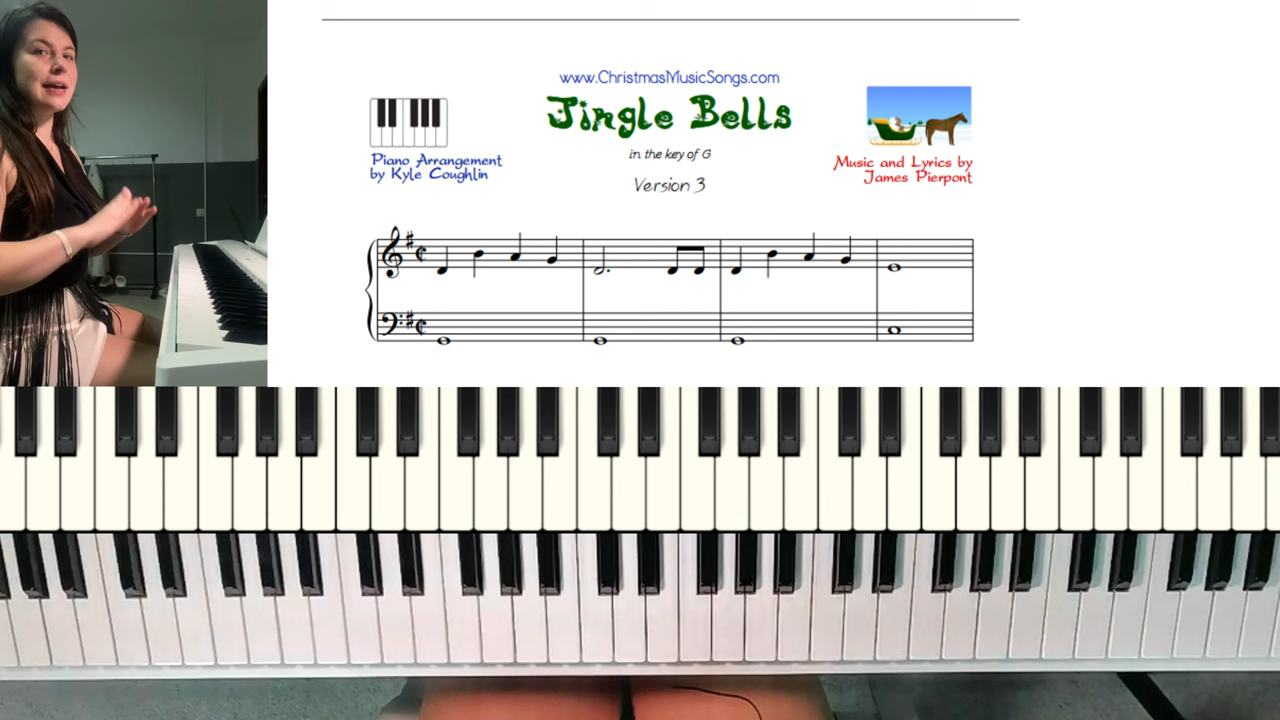 www.ChristmasMusicSongs.com
Jingle Bells
in the key of G
Version 3
Piano Arrangement
by Kyle Coughlin
Music and Lyrics by
James Pierpont